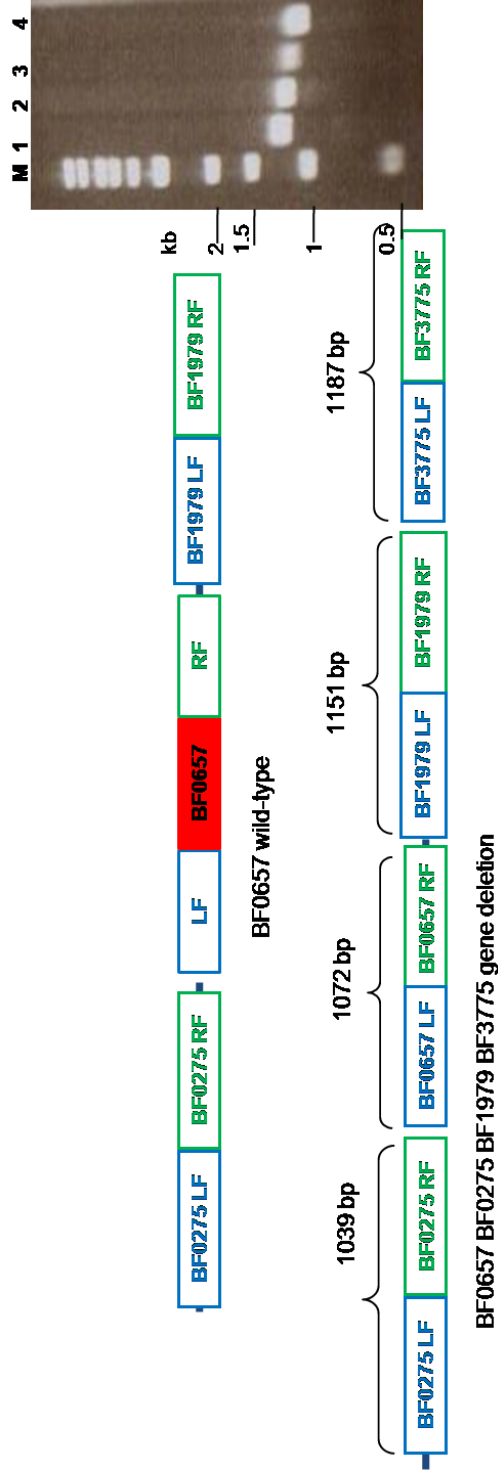 BF0275 LF BF0275 RF LF BF0657 RF BF1979 LF BF1979 RF
BF0657 wild-type
1039 bp 1072 bp 1151 bp 1187 bp
BF0275 LF BF0275 RF BF0657 LF BF0657 RF BF1979 LF BF1979 RF BF3775 LF BF3775 RF
BF0657 BF0275 BF1979 BF3775 gene deletion
M 1 2 3 4
kb
2
1.5
1
0.5